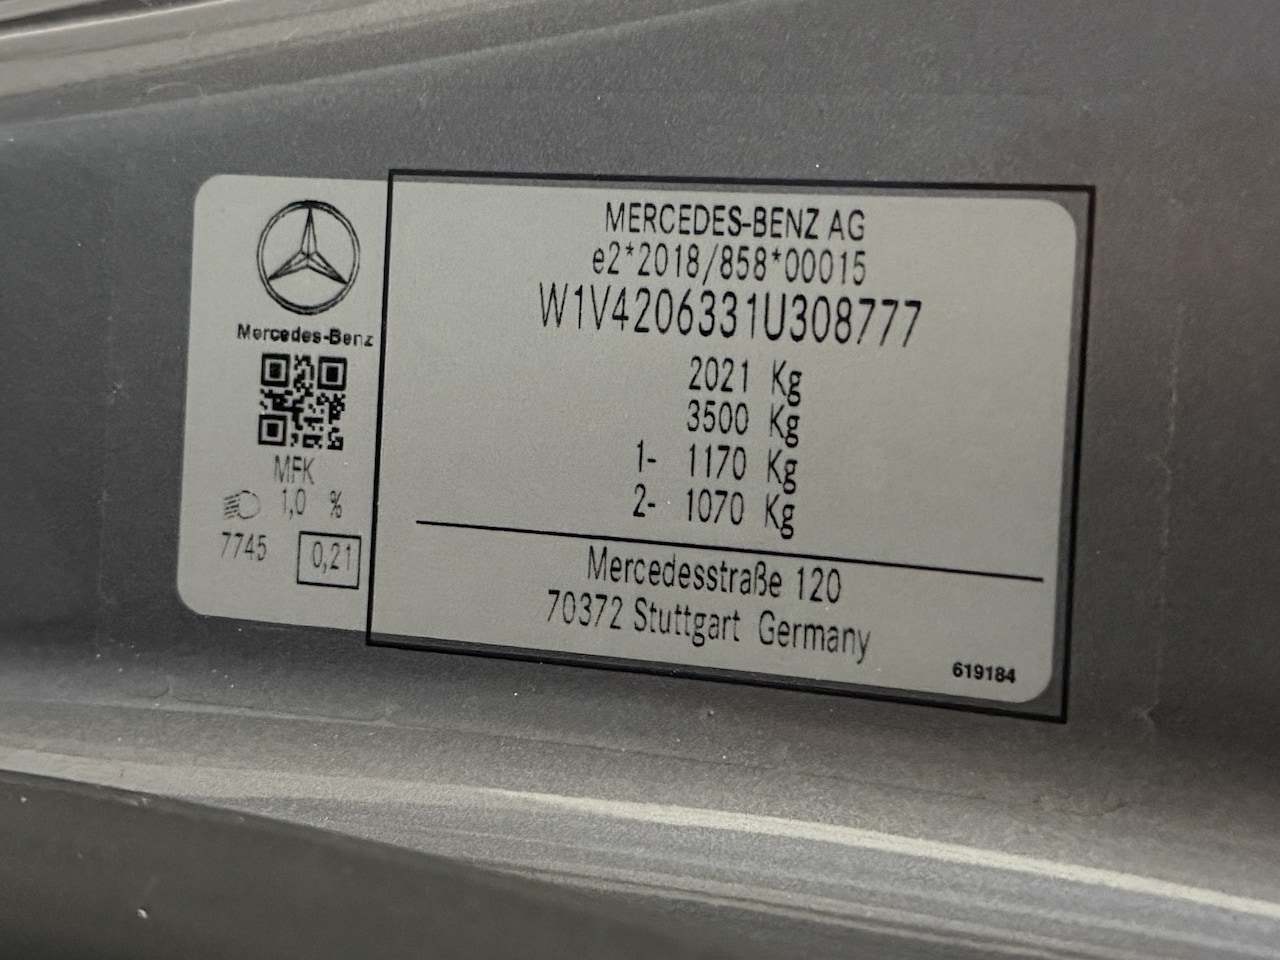 Mercedes-Benz
MFK
1,0 %
7745 0,21
MERCEDES-BENZ AG
e2*2018/858*00015
W1V4206331U308777
2021 Kg
3500 Kg
1- 1170 Kg
2- 1070 Kg
Mercedesstraße 120
70372 Stuttgart Germany
619184